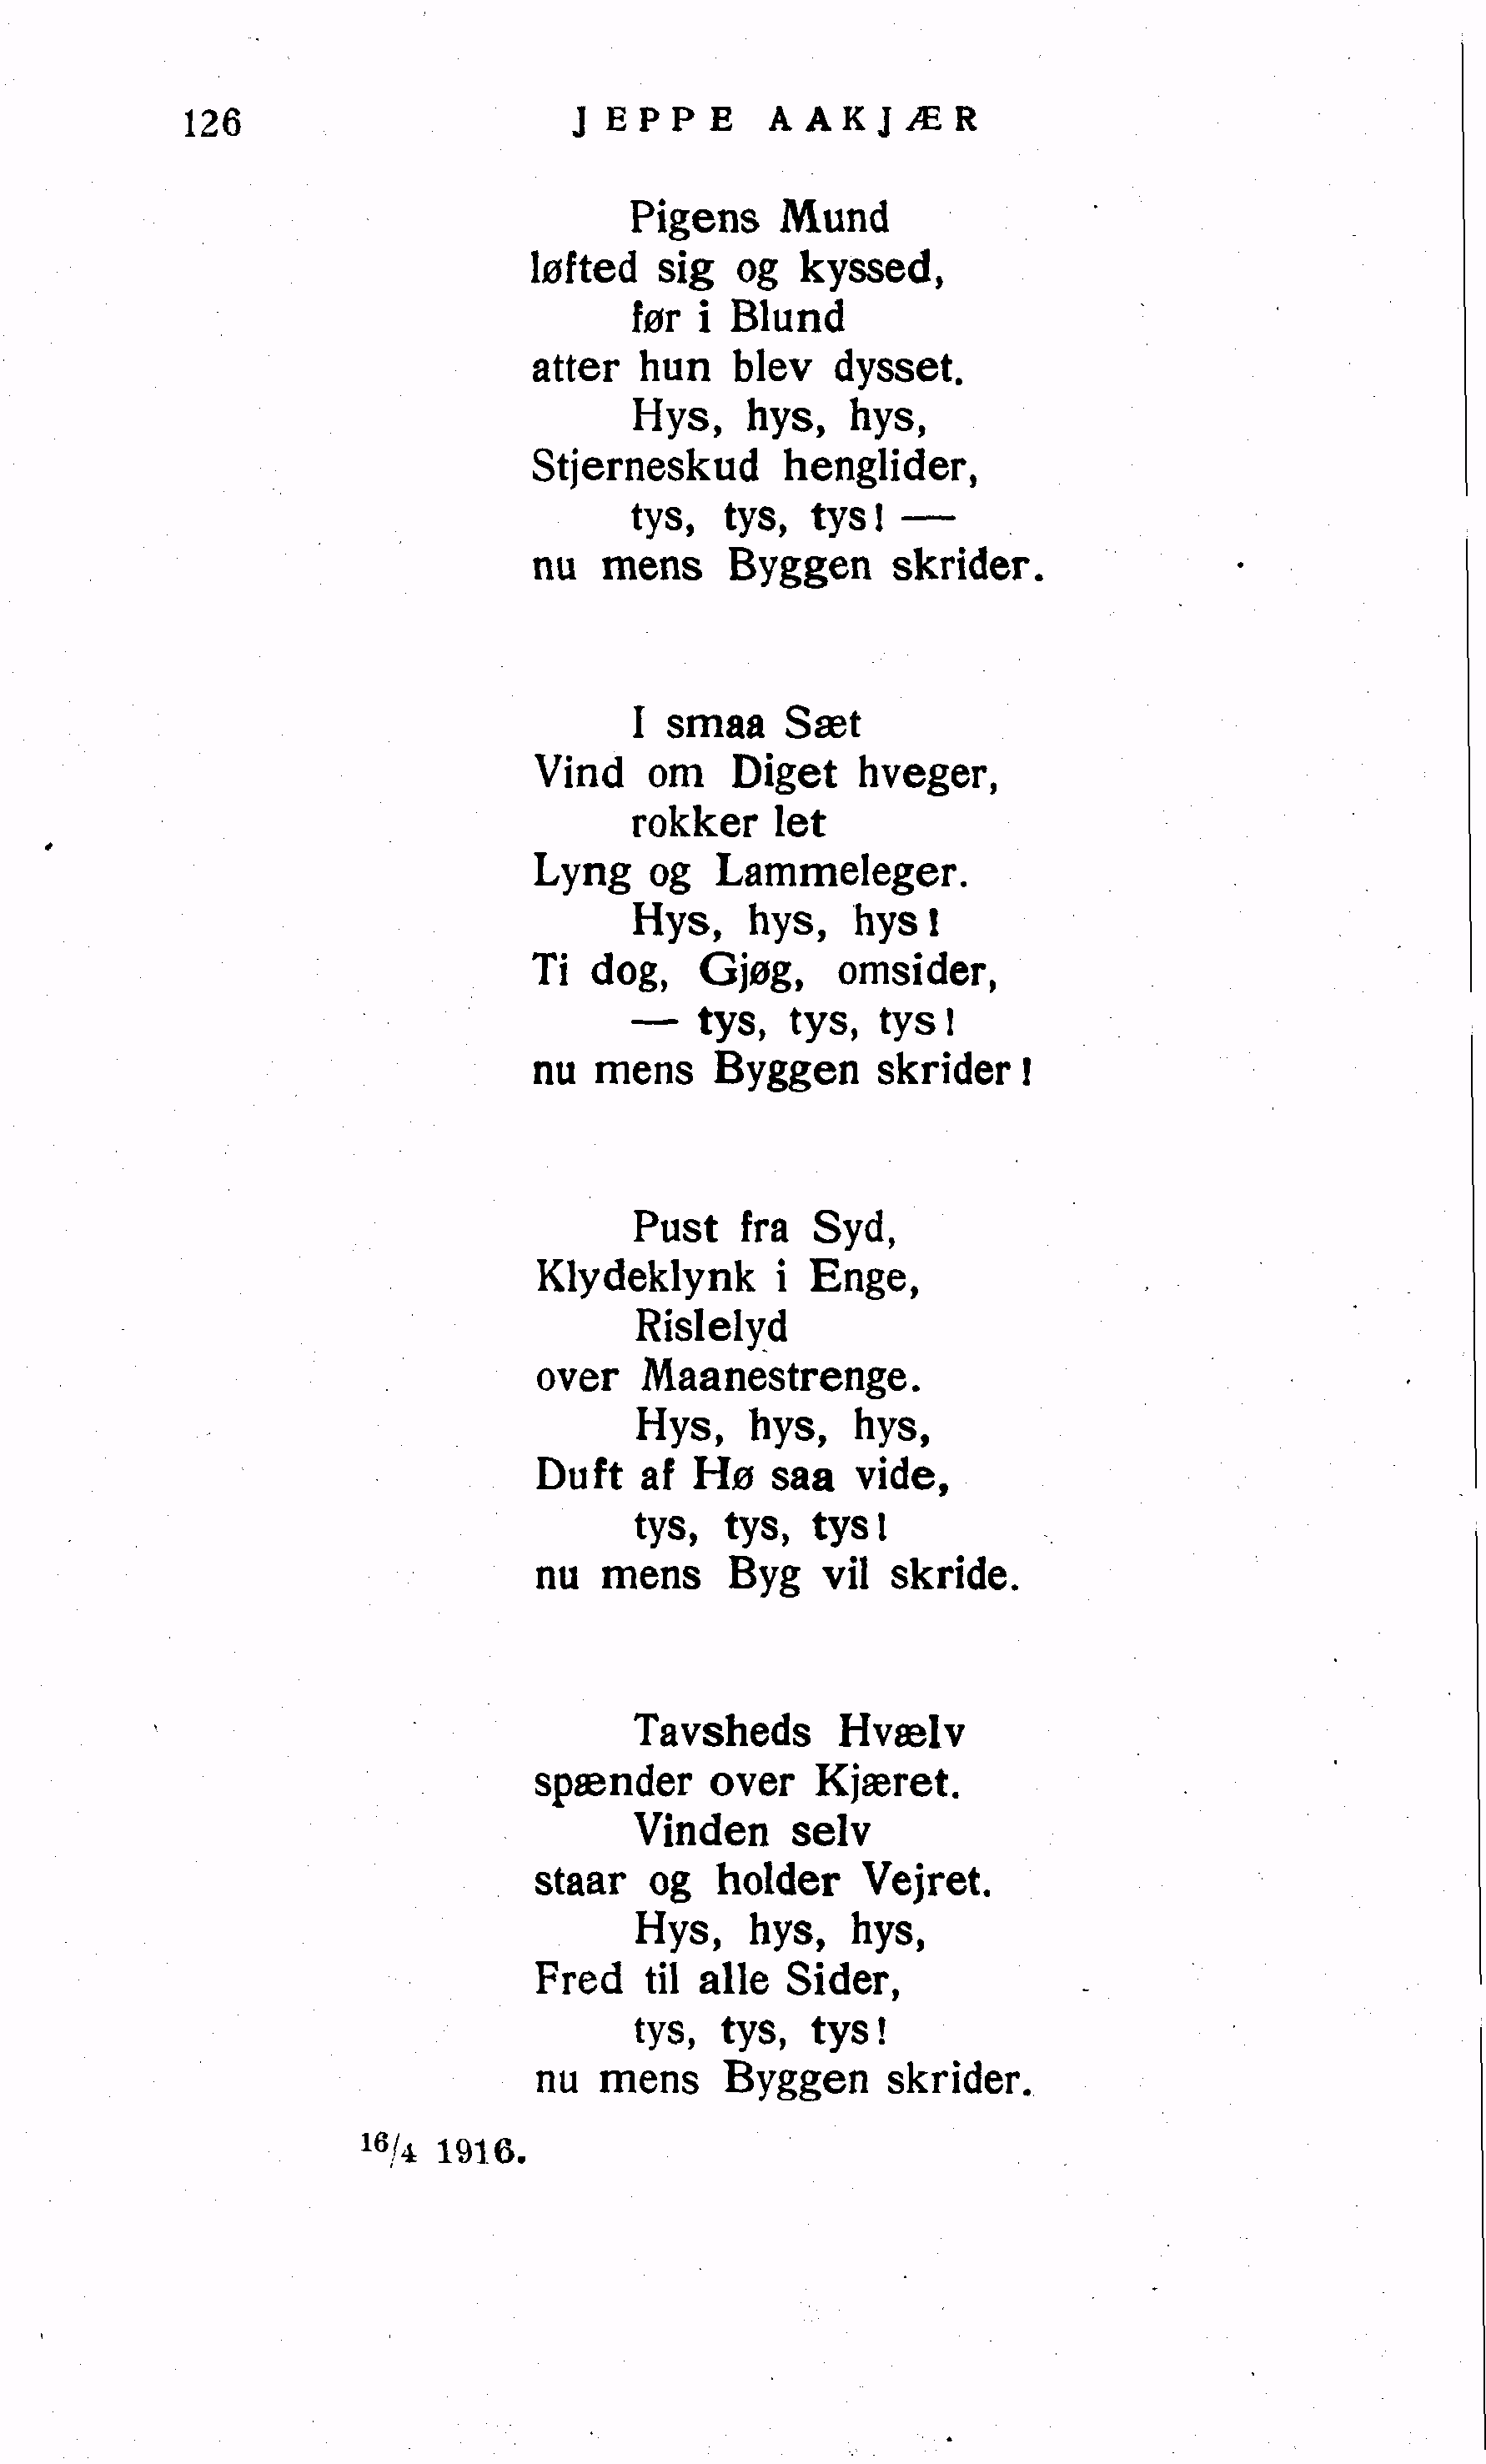 126 JEPPE AAKJÆR
Pigens Mund
løfted sig og kyssed,
før i Blund
atter hun blev dysset.
Hys, hys, hys,
Stjerneskud henglider,
tys, tys, tys! —
nu mens Byggen skrider.
I smaa Sæt
Vind om Diget hveger,
rokker let
Lyng og Lammeleger.
Hys, hys, hys!
Ti dog, Gjøg, omsider,
— tys, tys, tys!
nu mens Byggen skrider!
Pust fra Syd,
Klydeklynk i Enge,
Rislelyd
over Maanestrenge.
Hys, hys, hys,
Duft af Hø saa vide,
tys, tys, tys!
nu mens Byg vil skride.
Tavsheds Hvælv
spænder over Kjæret.
Vinden selv
staar og holder Vejret.
Hys, hys, hys,
Fred til alle Sider,
tys, tys, tys!
nu mens Byggen skrider.
16/4 1916.